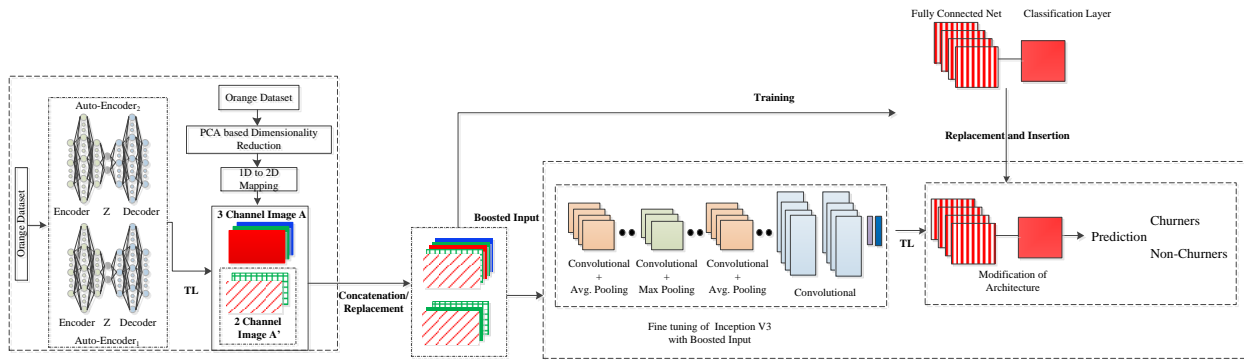 Orange Dataset
Auto-Encoder₂
Encoder Z Decoder
Encoder Z Decoder
Auto-Encoder₁
TL
Orange Dataset
PCA based Dimensionality
Reduction
1D to 2D
Mapping
3 Channel Image A
2 Channel
Image A'
Concatenation/
Replacement
Boosted Input
Training
Convolutional
+
Avg. Pooling
Convolutional
+
Max Pooling
Convolutional
+
Avg. Pooling
Convolutional
Fine tuning of Inception V3
with Boosted Input
TL
Fully Connected Net
Classification Layer
Replacement and Insertion
Modification of
Architecture
Prediction
Churners
Non-Churners